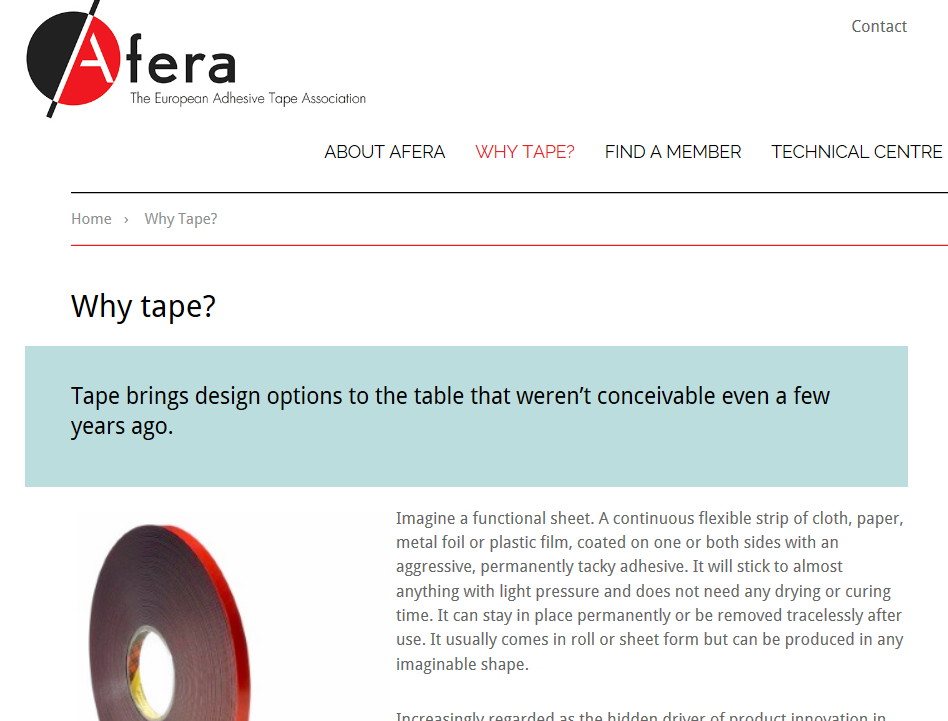 Contact
Afera
The European Adhesive Tape Association
ABOUT AFERA WHY TAPE? FIND A MEMBER TECHNICAL CENTRE
Home › Why Tape?
Why tape?
Tape brings design options to the table that weren’t conceivable even a few
years ago.
Imagine a functional sheet. A continuous flexible strip of cloth, paper,
metal foil or plastic film, coated on one or both sides with an
aggressive, permanently tacky adhesive. It will stick to almost
anything with light pressure and does not need any drying or curing
time. It can stay in place permanently or be removed tracelessly after
use. It usually comes in roll or sheet form but can be produced in any
imaginable shape.
Increasingly regarded as the hidden driver of product innovation in